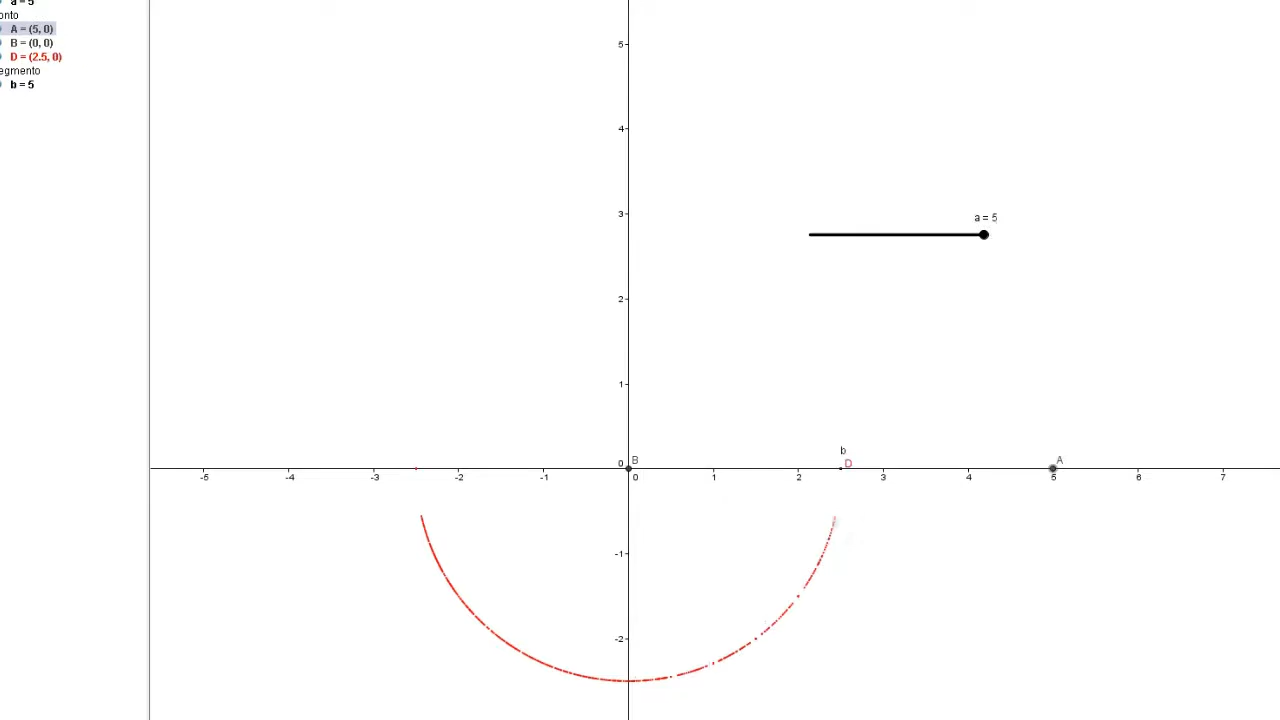 a = 5
onto
A = (5, 0)
B = (0, 0)
D = (2.5, 0)
egmento
b = 5
5
4
3
a = 5
2
1
b
0 B D A
-5 -4 -3 -2 -1 0 1 2 3 4 5 6 7
-1
-2